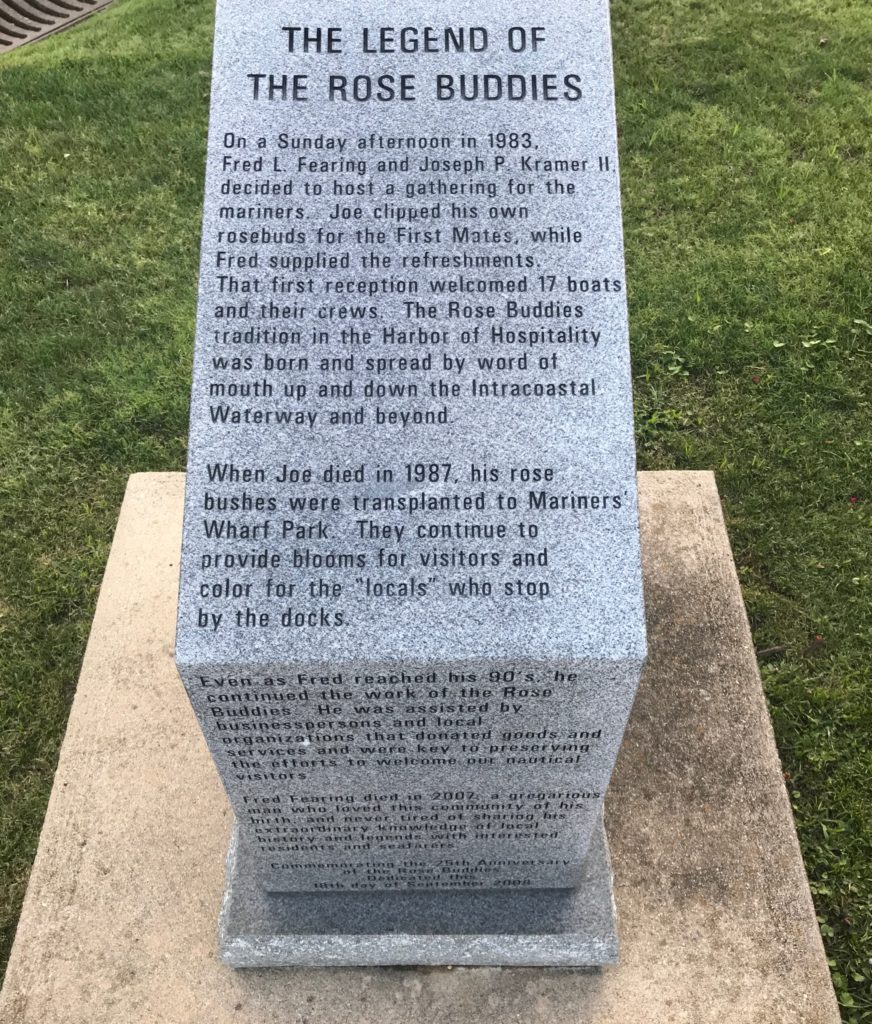 THE LEGEND OF
THE ROSE BUDDIES
On a Sunday afternoon in 1983,
Fred L. Fearing and Joseph P. Kramer II,
decided to host a gathering for the
mariners. Joe clipped his own
rosebuds for the First Mates, while
Fred supplied the refreshments.
That first reception welcomed 17 boats
and their crews. The Rose Buddies
tradition in the Harbor of Hospitality
was born and spread by word of
mouth up and down the Intracoastal
Waterway and beyond.
When Joe died in 1987, his rose
bushes were transplanted to Mariners'
Wharf Park. They continue to
provide blooms for visitors and
color for the "locals" who stop
by the docks.
Even as Fred reached his 90's, he
continued the work of the Rose
Buddies. He was assisted by
businesspersons and local
organizations that donated goods and
services and were key to preserving
the efforts to welcome our nautical
visitors.
Fred Fearing died in 2007, a gregarious
man who loved this community of his
birth, and never tired of sharing his
extraordinary knowledge of local
history and legends with interested
residents and seafarers.
Commemorating the 25th Anniversary
of the Rose Buddies
Dedicated this
18th day of September 2008